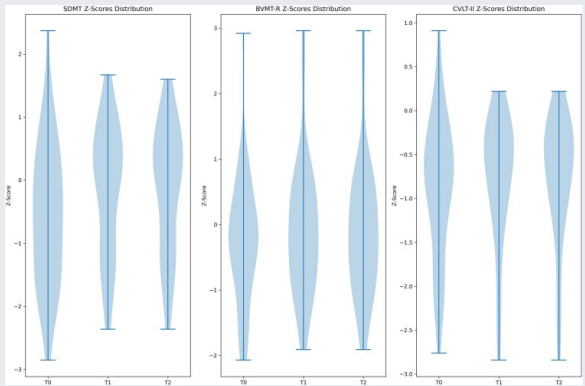 SDMT Z-Scores Distribution
Z-Score
2
1
0
−1
−2
−3
T0 T1 T2
BVMT-R Z-Scores Distribution
Z-Score
3
2
1
0
−1
−2
T0 T1 T2
CVLT-II Z-Scores Distribution
Z-Score
1.0
0.5
0.0
−0.5
−1.0
−1.5
−2.0
−2.5
−3.0
T0 T1 T2